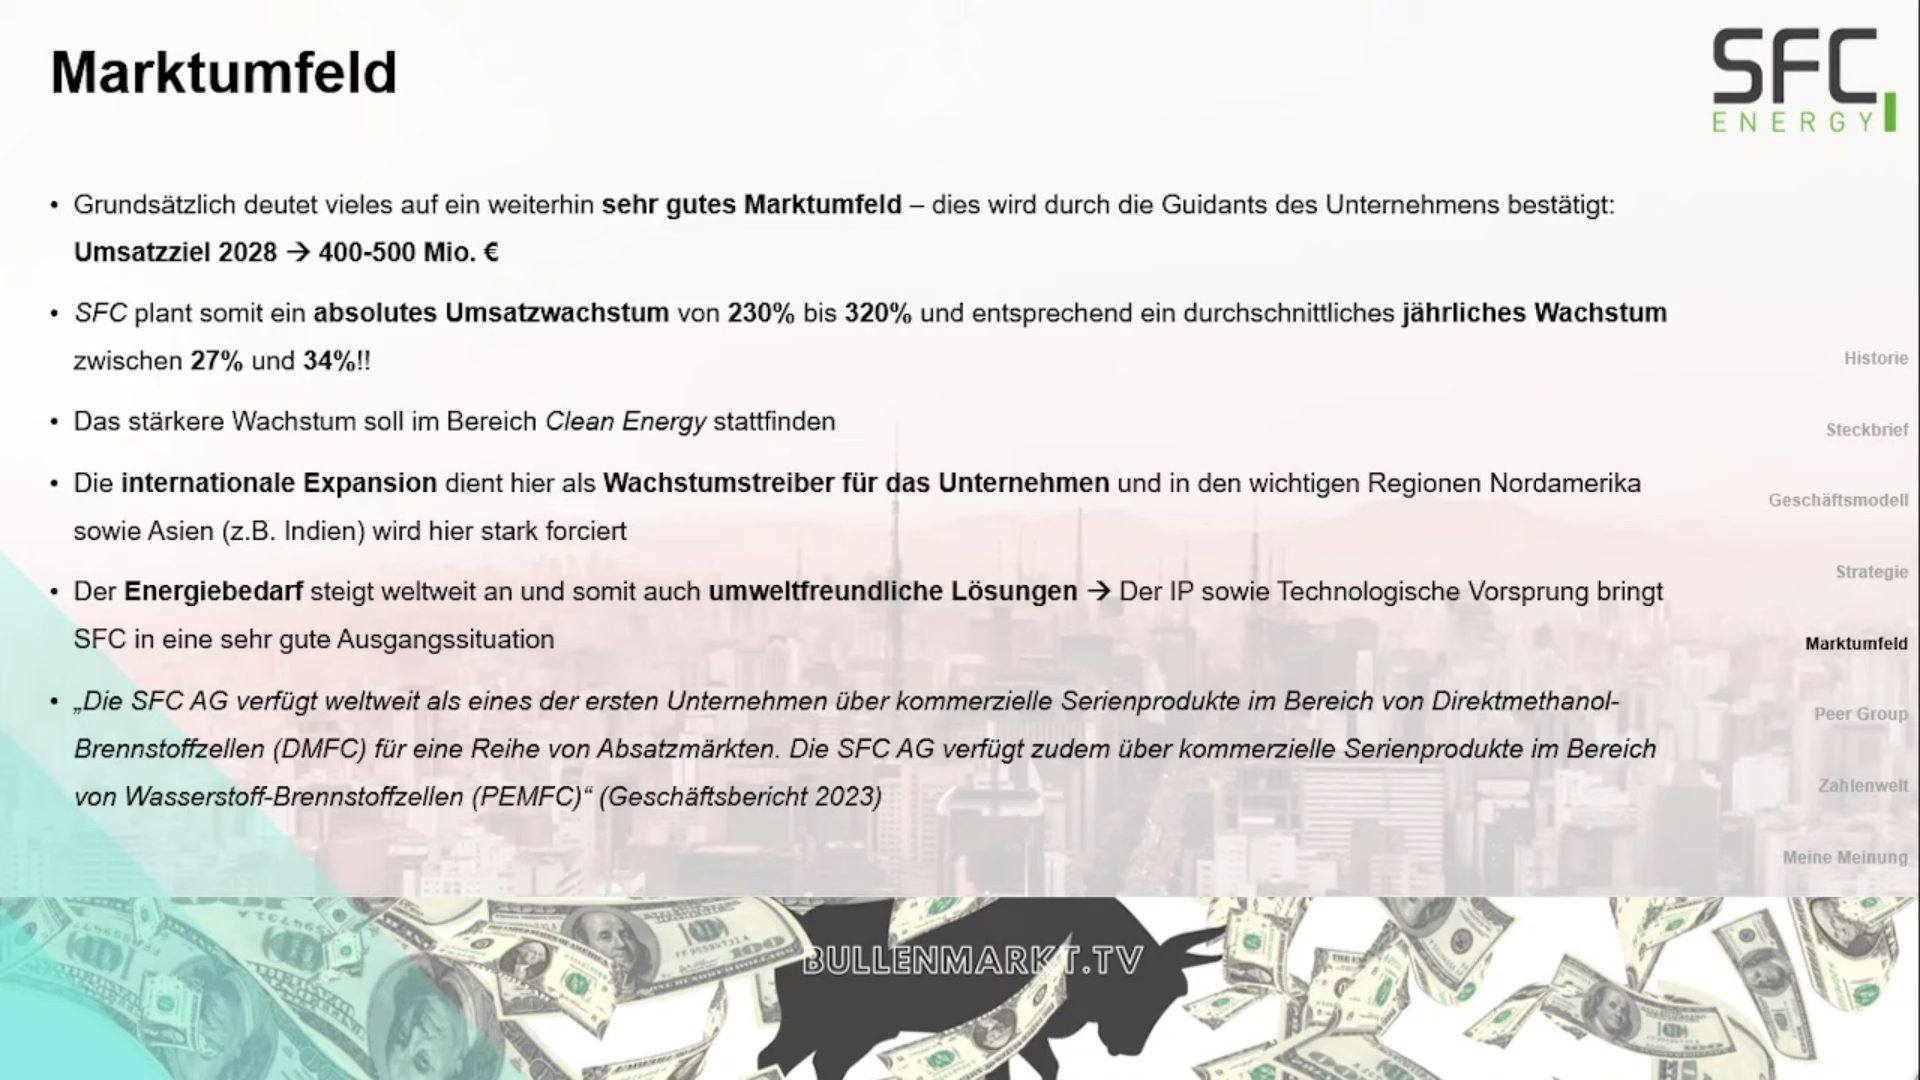 Marktumfeld
SFC
ENERGY
• Grundsätzlich deutet vieles auf ein weiterhin sehr gutes Marktumfeld – dies wird durch die Guidants des Unternehmens bestätigt:
Umsatzziel 2028 → 400-500 Mio. €
• SFC plant somit ein absolutes Umsatzwachstum von 230% bis 320% und entsprechend ein durchschnittliches jährliches Wachstum
zwischen 27% und 34%!!
• Das stärkere Wachstum soll im Bereich Clean Energy stattfinden
• Die internationale Expansion dient hier als Wachstumstreiber für das Unternehmen und in den wichtigen Regionen Nordamerika
sowie Asien (z.B. Indien) wird hier stark forciert
• Der Energiebedarf steigt weltweit an und somit auch umweltfreundliche Lösungen → Der IP sowie Technologische Vorsprung bringt
SFC in eine sehr gute Ausgangssituation
• „Die SFC AG verfügt weltweit als eines der ersten Unternehmen über kommerzielle Serienprodukte im Bereich von Direktmethanol-
Brennstoffzellen (DMFC) für eine Reihe von Absatzmärkten. Die SFC AG verfügt zudem über kommerzielle Serienprodukte im Bereich
von Wasserstoff-Brennstoffzellen (PEMFC)“ (Geschäftsbericht 2023)
Historie
Steckbrief
Geschäftsmodell
Strategie
Marktumfeld
Peer Group
Zahlenwelt
Meine Meinung
BULLENMARKT.TV